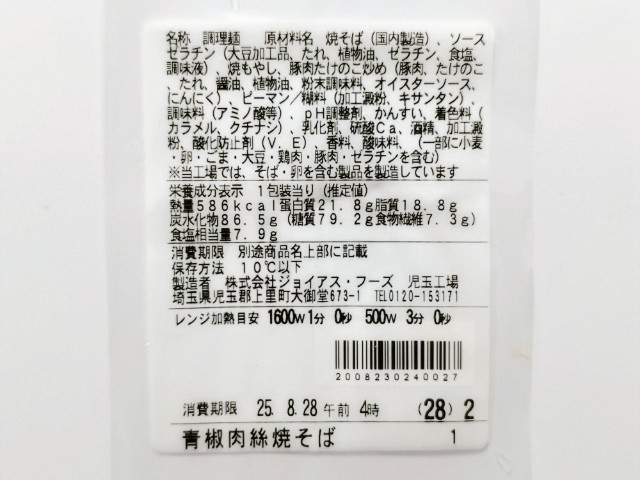 名称 調理麺 原材料名 焼そば（国内製造）、ソース
ゼラチン（大豆加工品、たれ、植物油、ゼラチン、食塩、
調味液）、焼もやし、豚肉たけのこ炒め（豚肉、たけのこ
、たれ、醤油、植物油、粉末調味料、オイスターソース、
にんにく）、ピーマン／糊料（加工澱粉、キサンタン）、
調味料（アミノ酸等）、pH調整剤、かんすい、着色料（
カラメル、クチナシ）、乳化剤、硫酸Ca、酒精、加工澱
粉、酸化防止剤（V．E）、香料、酸味料、（一部に小麦
・卵・ごま・大豆・鶏肉・豚肉・ゼラチンを含む）
※当工場では、そば・卵を含む製品を製造しています
栄養成分表示 1包装当り（推定値）
熱量586kcal蛋白質21.8g脂質18.8g
炭水化物86.5g（糖質79.2g食物繊維7.3g）
食塩相当量7.9g
消費期限 別途商品名上部に記載
保存方法 10℃以下
製造者 株式会社ジョイアス・フーズ 児玉工場
埼玉県児玉郡上里町大御堂673-1 TEL0120-153171
レンジ加熱目安 1600W 1分 0秒 500W 3分 0秒
2008230240027
消費期限 25. 8.28 午前 4時 (28) 2
青椒肉絲焼そば 1